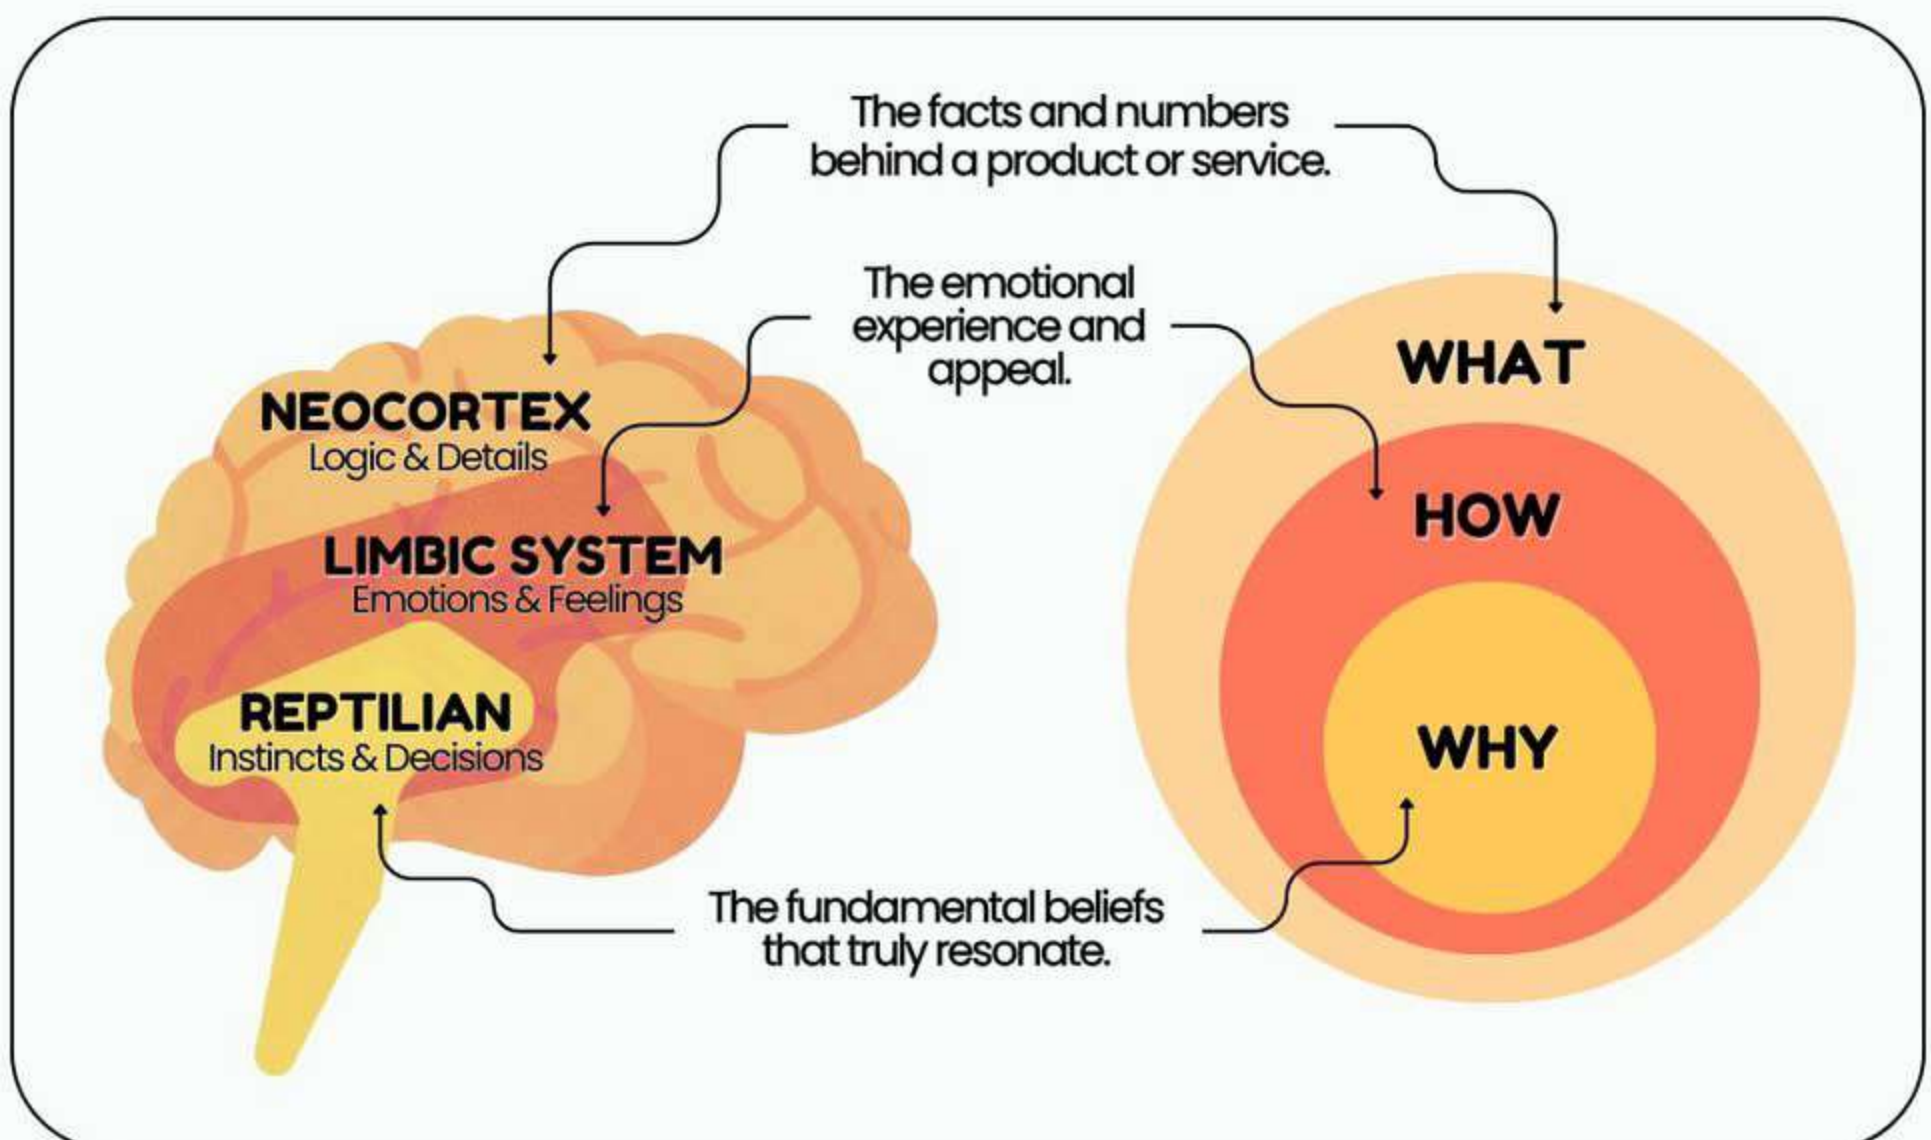 The facts and numbers
behind a product or service.
The emotional
experience and
appeal.
NEOCORTEX
Logic & Details
LIMBIC SYSTEM
Emotions & Feelings
REPTILIAN
Instincts & Decisions
WHAT
HOW
WHY
The fundamental beliefs
that truly resonate.